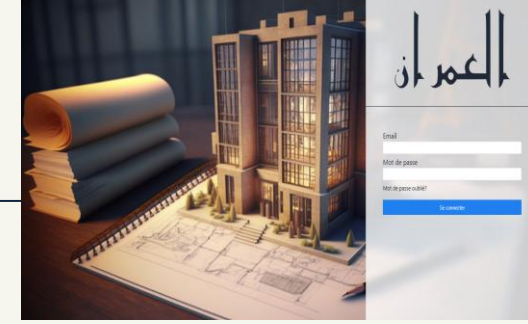 العمران
Email
Mot de passe
Mot de passe oublié?
Se connecter